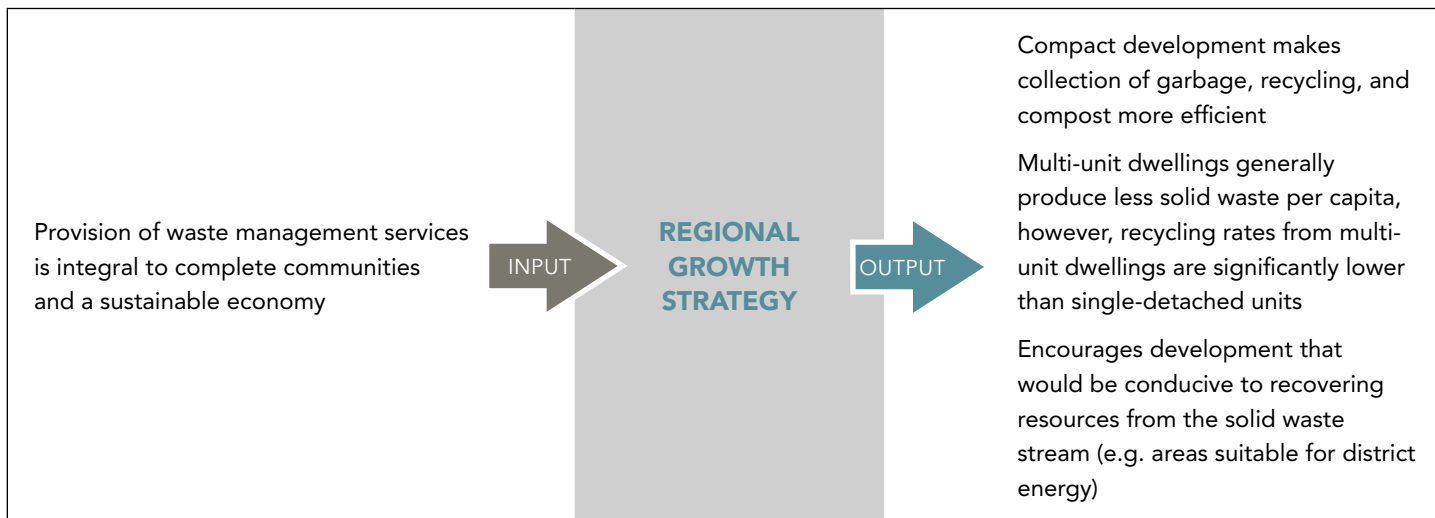 Provision of waste management services
is integral to complete communities
and a sustainable economy
INPUT
REGIONAL
GROWTH
STRATEGY
OUTPUT
Compact development makes
collection of garbage, recycling, and
compost more efficient
Multi-unit dwellings generally
produce less solid waste per capita,
however, recycling rates from multi-
unit dwellings are significantly lower
than single-detached units
Encourages development that
would be conducive to recovering
resources from the solid waste
stream (e.g. areas suitable for district
energy)